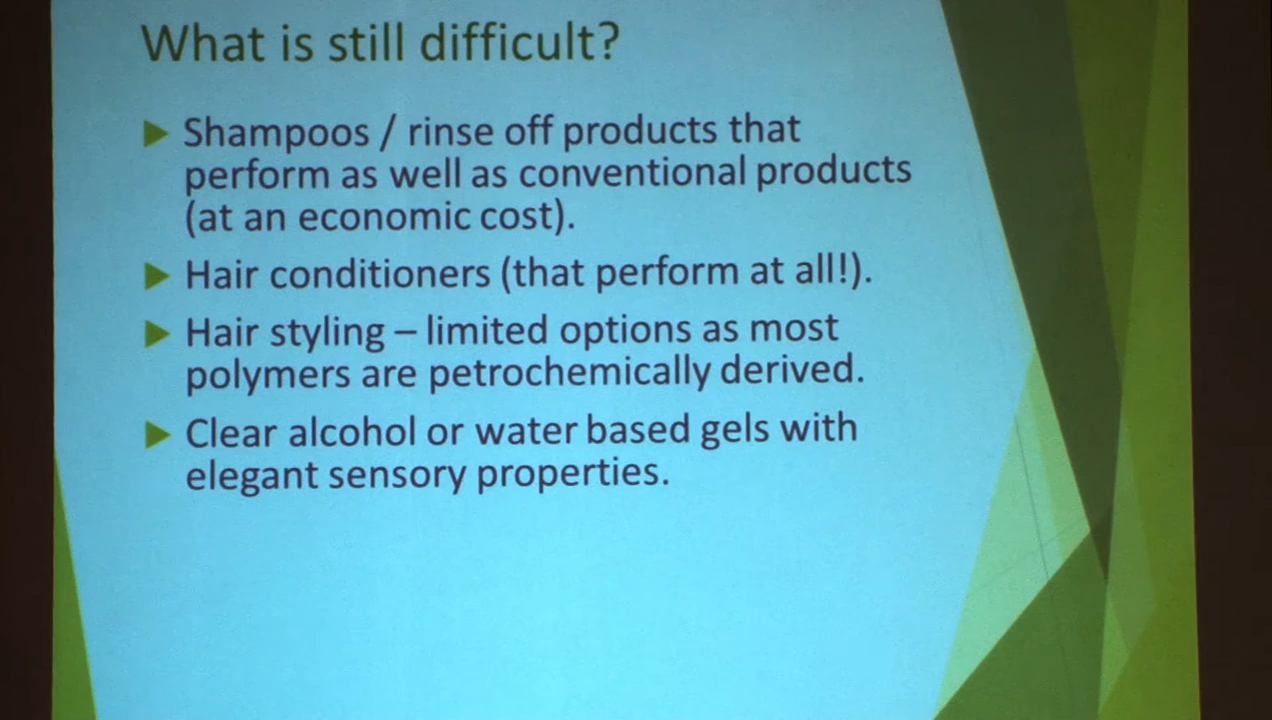 What is still difficult?
Shampoos / rinse off products that
perform as well as conventional products
(at an economic cost).
Hair conditioners (that perform at all!).
Hair styling – limited options as most
polymers are petrochemically derived.
Clear alcohol or water based gels with
elegant sensory properties.